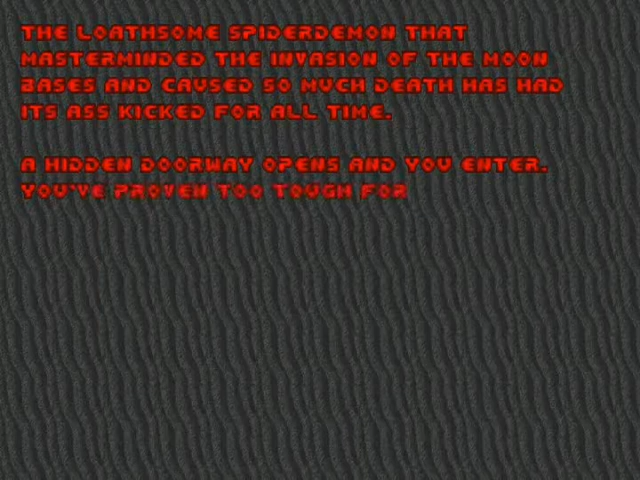 THE LOATHSOME SPIDERDEMON THAT
MASTERMINDED THE INVASION OF THE MOON
BASES AND CAUSED SO MUCH DEATH HAS HAD
ITS ASS KICKED FOR ALL TIME.
A HIDDEN DOORWAY OPENS AND YOU ENTER.
YOU'VE PROVEN TOO TOUGH FOR